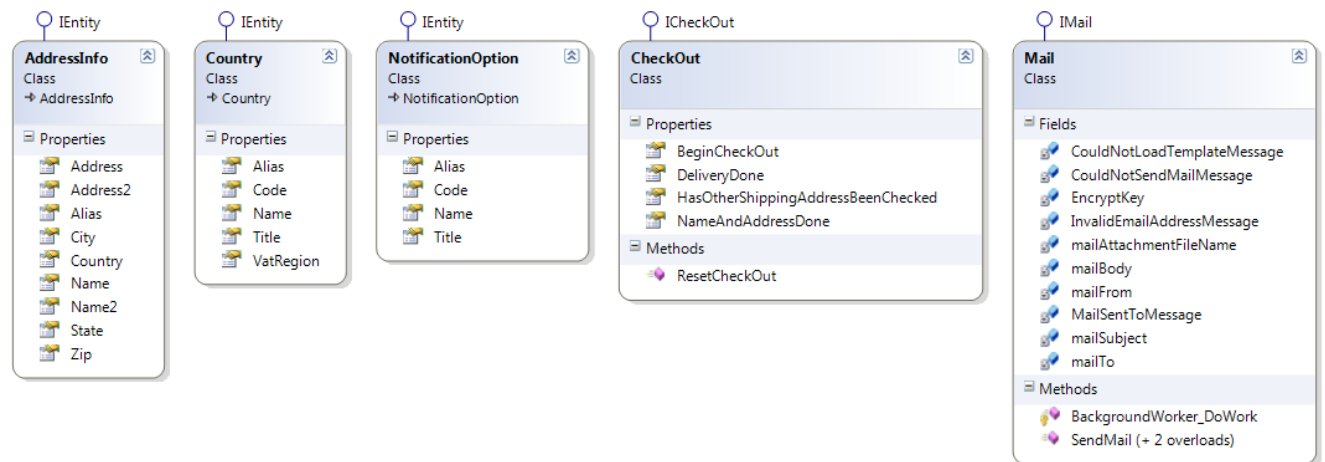 IEntity
AddressInfo
Class
AddressInfo
Properties
Address
Address2
Alias
City
Country
Name
Name2
State
Zip
IEntity
Country
Class
Country
Properties
Alias
Code
Name
Title
VatRegion
IEntity
NotificationOption
Class
NotificationOption
Properties
Alias
Code
Name
Title
ICheckOut
CheckOut
Class
Properties
BeginCheckOut
DeliveryDone
HasOtherShippingAddressBeenChecked
NameAndAddressDone
Methods
ResetCheckOut
IMail
Mail
Class
Fields
CouldNotLoadTemplateMessage
CouldNotSendMailMessage
EncryptKey
InvalidEmailAddressMessage
mailAttachmentFileName
mailBody
mailFrom
MailSentToMessage
mailSubject
mailTo
Methods
BackgroundWorker_DoWork
SendMail (+ 2 overloads)